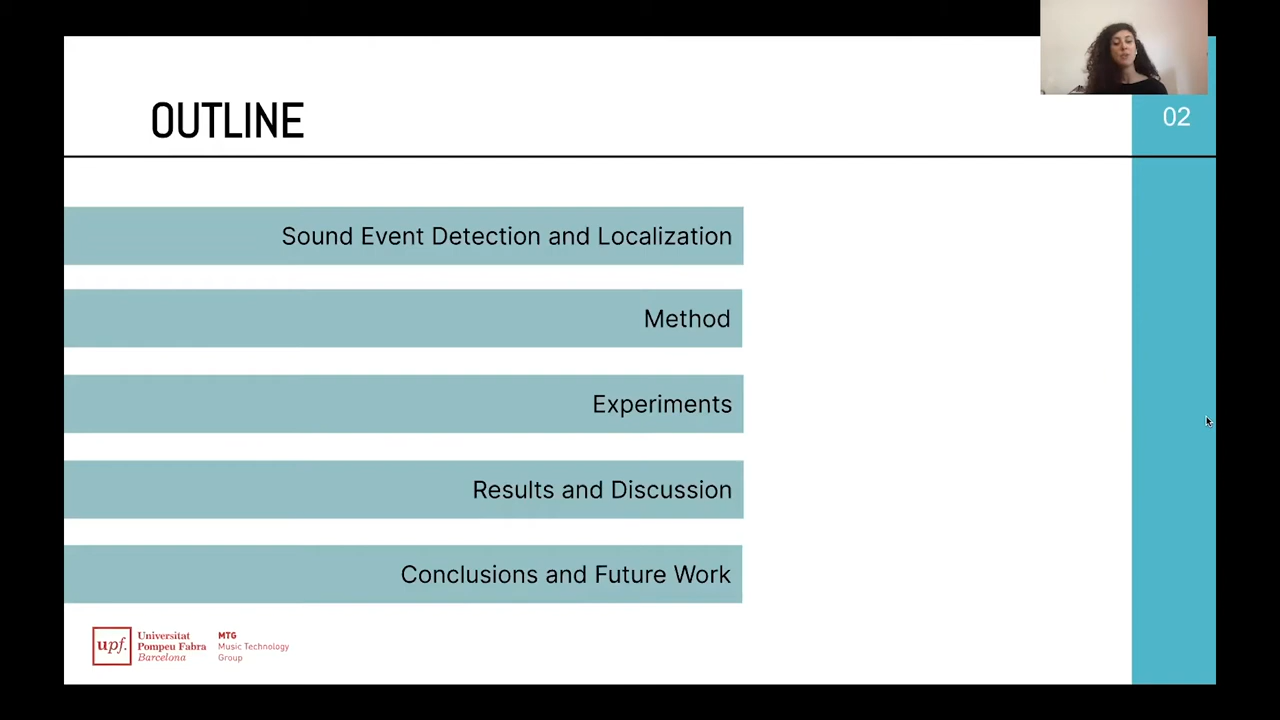 OUTLINE
02
Sound Event Detection and Localization
Method
Experiments
Results and Discussion
Conclusions and Future Work
upf.
Universitat
Pompeu Fabra
Barcelona
MTG
Music Technology
Group